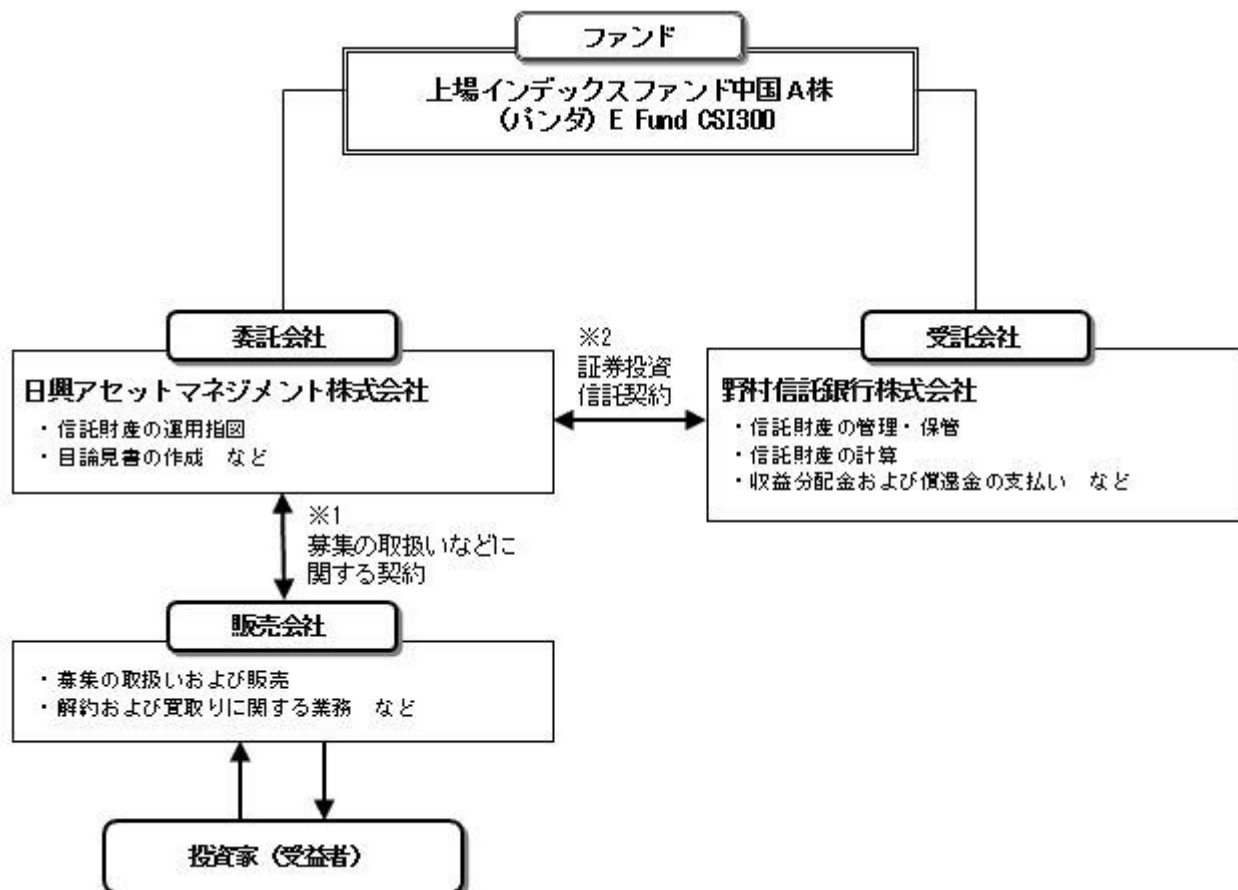 ファンド
上場インデックスファンド中国A株
(パンダ) E Fund CSI300
委託会社
日興アセットマネジメント株式会社
・信託財産の運用指図
・目論見書の作成 など
※2
証券投資
信託契約
受託会社
野村信託銀行株式会社
・信託財産の管理・保管
・信託財産の計算
・収益分配金および償還金の支払い など
※1
募集の取扱いなどに
関する契約
販売会社
・募集の取扱いおよび販売
・解約および買取りに関する業務 など
投資家(受益者)